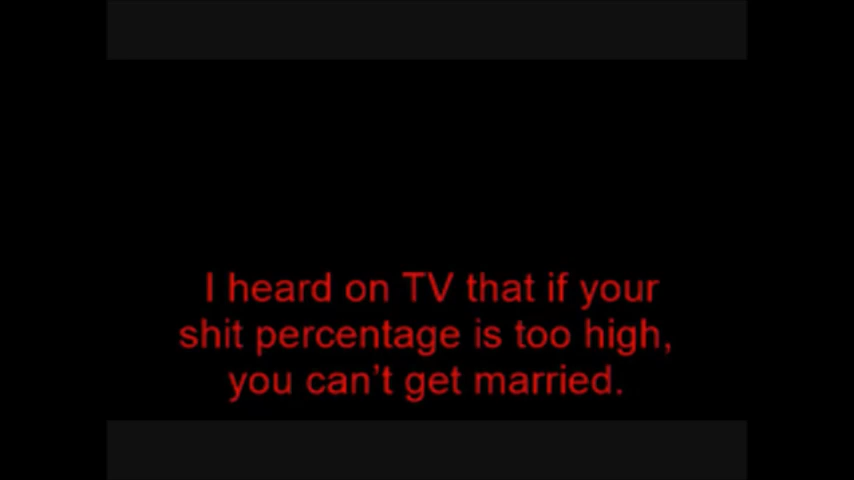 I heard on TV that if your
shit percentage is too high,
you can't get married.